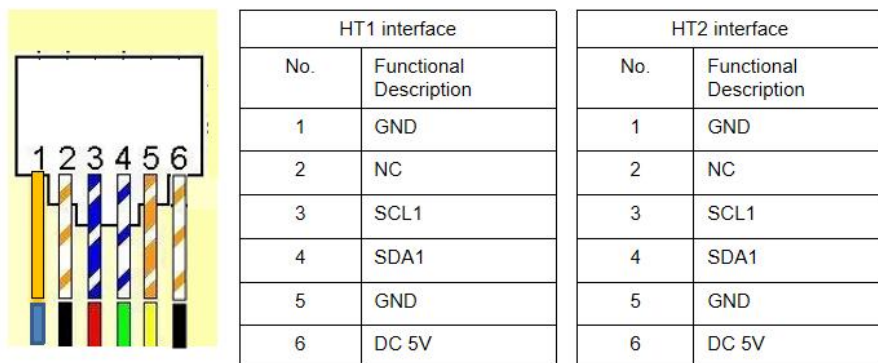 1 2 3 4 5 6
HT1 interface
No. Functional
Description
1 GND
2 NC
3 SCL1
4 SDA1
5 GND
6 DC 5V
HT2 interface
No. Functional
Description
1 GND
2 NC
3 SCL1
4 SDA1
5 GND
6 DC 5V